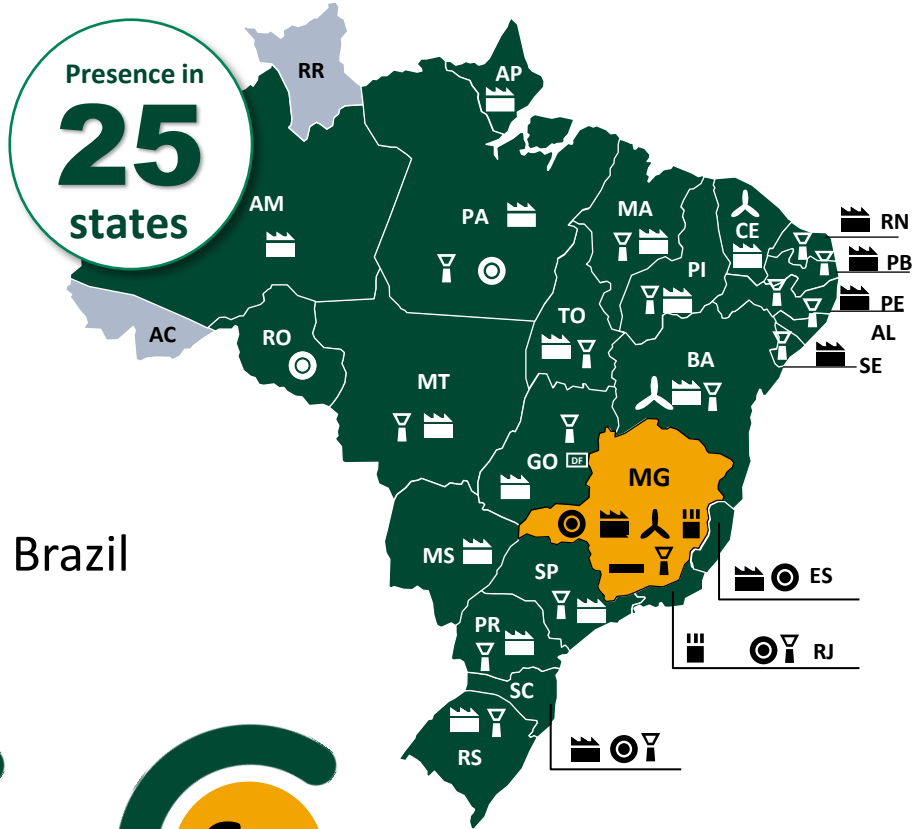 Presence in
25
states
RR
AP
AM
PA
MA
CE
RN
PB
PI
PE
TO
AL
AC
RO
SE
BA
MT
GO
DF
MG
Brazil
MS
SP
ES
PR
RJ
SC
RS